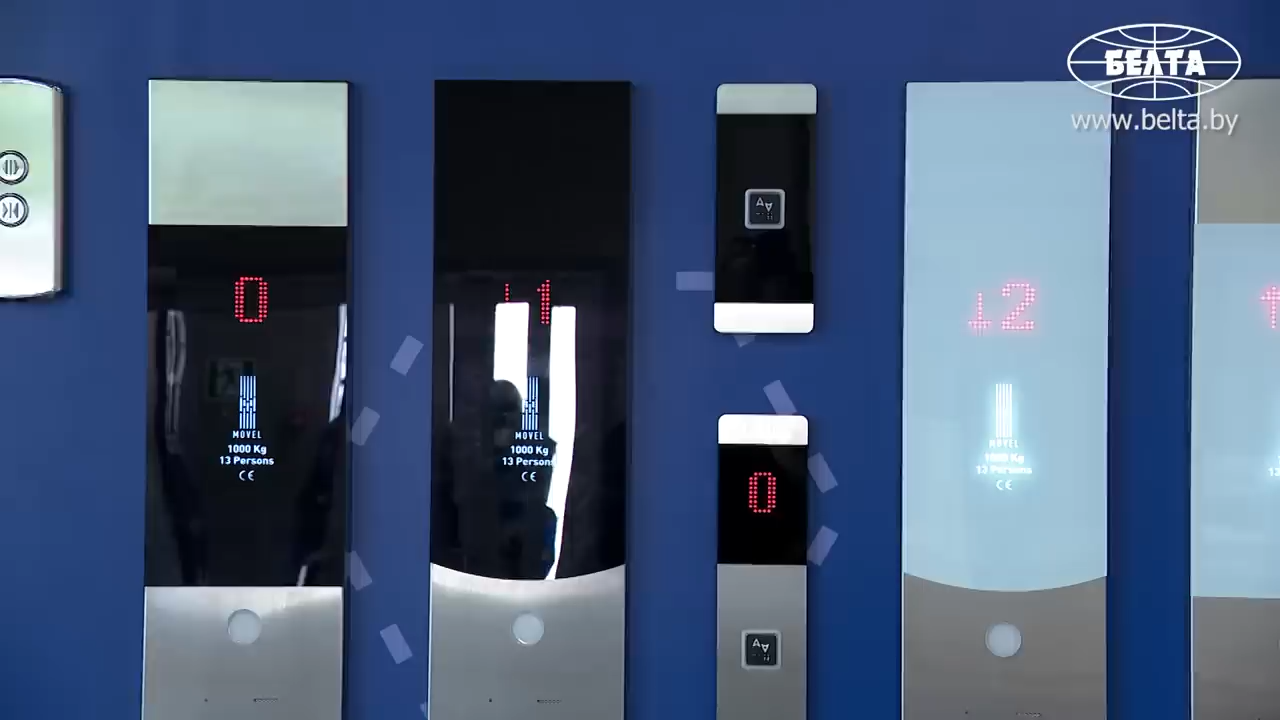 БЕЛТА
www.belta.by
0
MOVEL
1000 Kg
13 Persons
CE
1
MOVEL
1000 Kg
13 Persons
CE
0
↓2
MOVEL
1000 Kg
13 Persons
CE